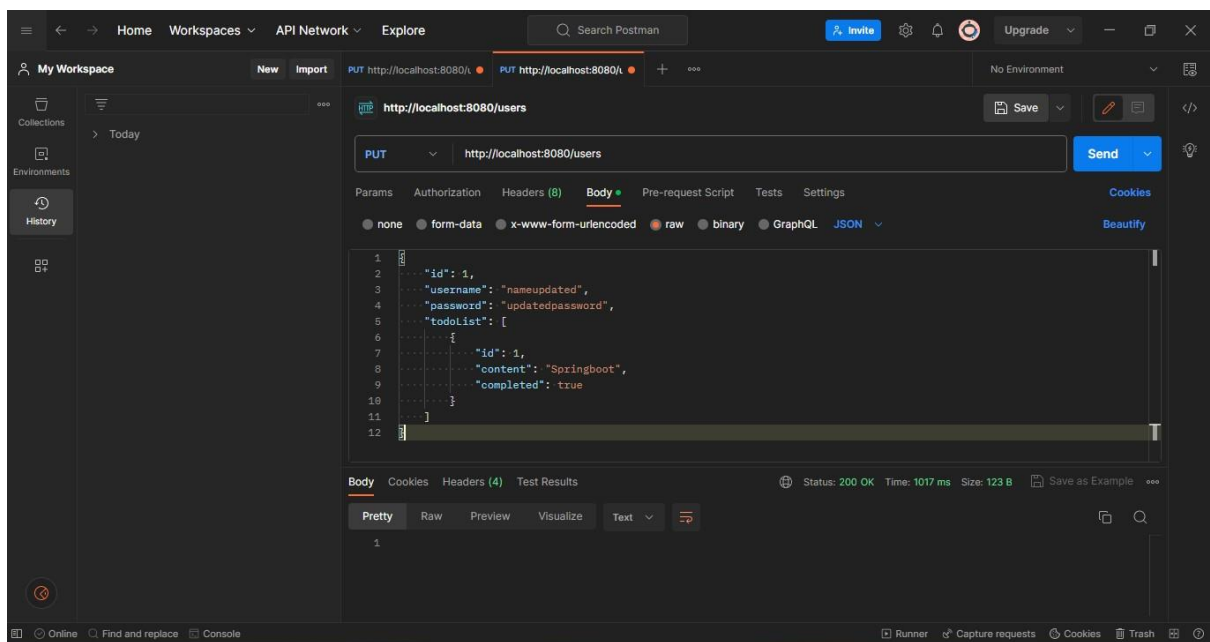 Home Workspaces API Network Explore Search Postman Invite Upgrade
My Workspace New Import PUT http://localhost:8080/u PUT http://localhost:8080/u No Environment
Collections
Environments
History
Today
HTTP http://localhost:8080/users Save
PUT http://localhost:8080/users Send
Params Authorization Headers (8) Body Pre-request Script Tests Settings Cookies
none form-data x-www-form-urlencoded raw binary GraphQL JSON Beautify
1 {
2 "id": 1,
3 "username": "nameupdated",
4 "password": "updatedpassword",
5 "todoList": [
6 {
7 "id": 1,
8 "content": "Springboot",
9 "completed": true
10 }
11 ]
12 }
Body Cookies Headers (4) Test Results Status: 200 OK Time: 1017 ms Size: 123 B Save as Example
Pretty Raw Preview Visualize Text
1
Online Find and replace Console Runner Capture requests Cookies Trash